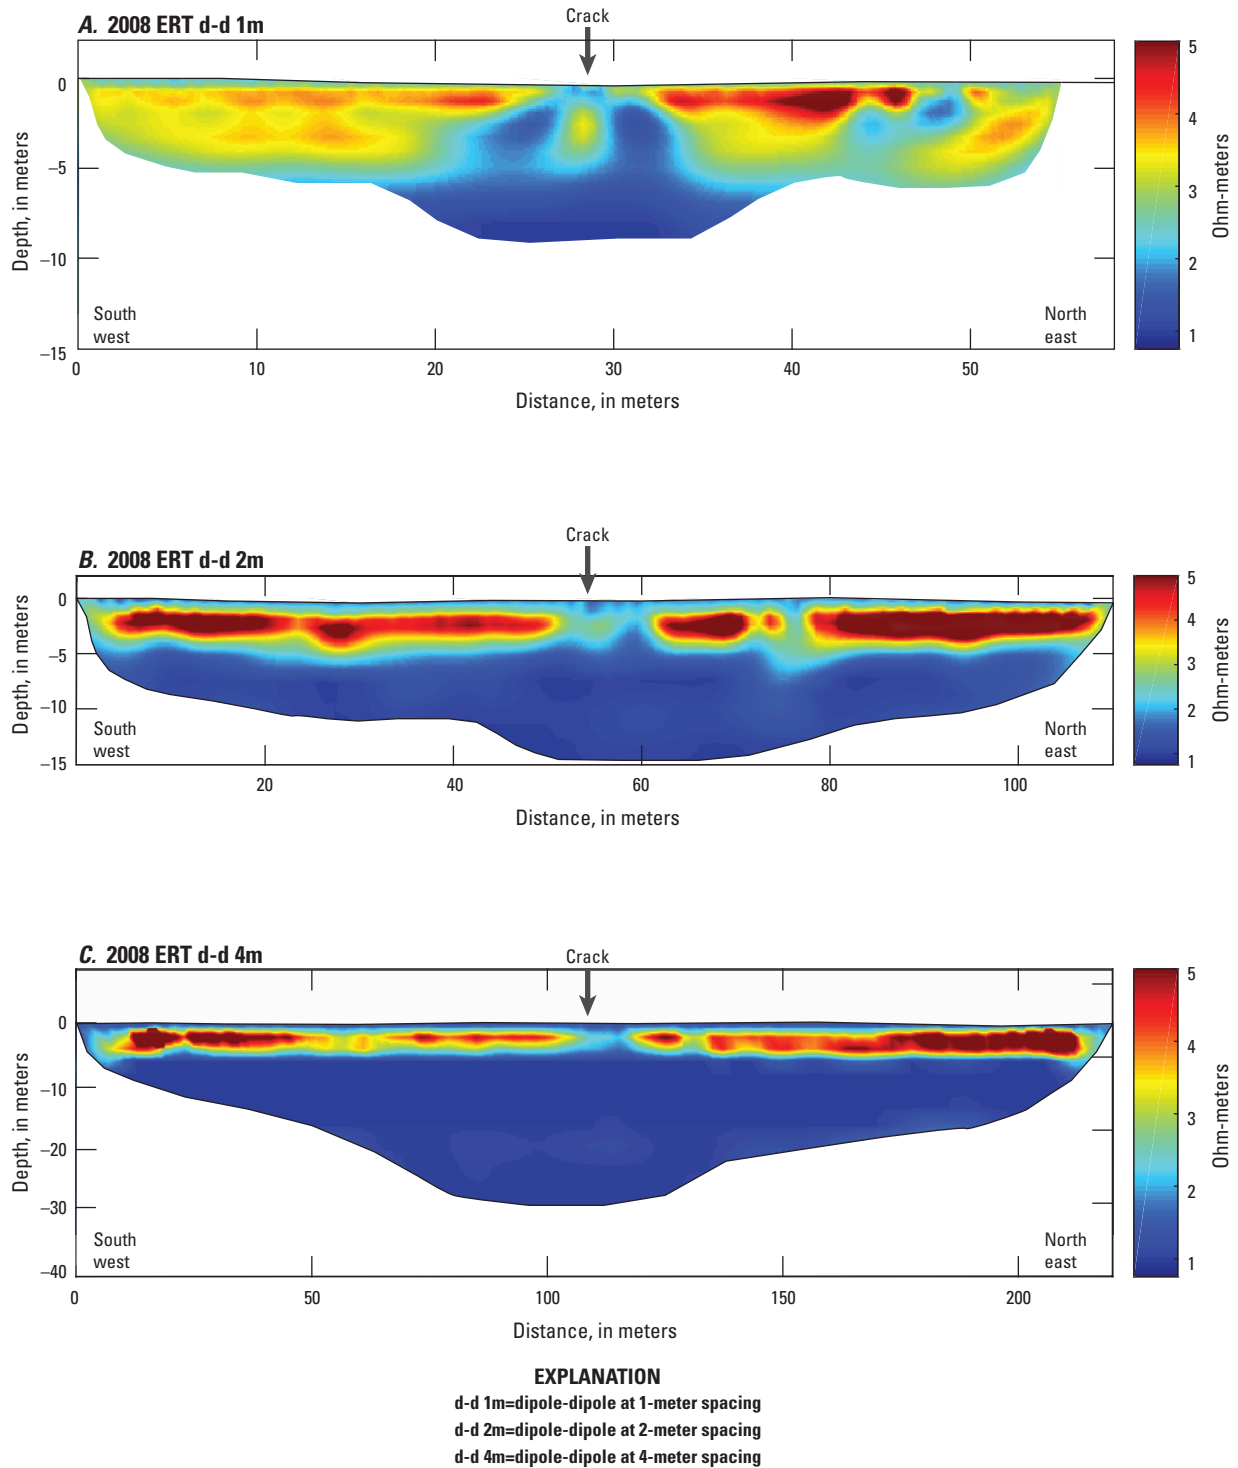 A. 2008 ERT d-d 1m
Crack
Depth, in meters
0
–5
–10
–15
South
west
North
east
0
10
20
30
40
50
Distance, in meters
5
4
3
2
1
Ohm-meters
B. 2008 ERT d-d 2m
Crack
Depth, in meters
0
–5
–10
–15
South
west
North
east
20
40
60
80
100
Distance, in meters
5
4
3
2
1
Ohm-meters
C. 2008 ERT d-d 4m
Crack
Depth, in meters
0
–10
–20
–30
–40
South
west
North
east
0
50
100
150
200
Distance, in meters
5
4
3
2
1
Ohm-meters
EXPLANATION
d-d 1m=dipole-dipole at 1-meter spacing
d-d 2m=dipole-dipole at 2-meter spacing
d-d 4m=dipole-dipole at 4-meter spacing